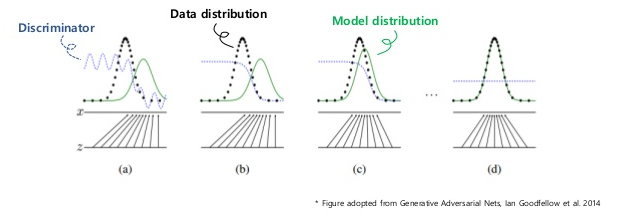 Discriminator
Data distribution
Model distribution
x
z
...
(a)
(b)
(c)
(d)
* Figure adopted from Generative Adversarial Nets, Ian Goodfellow et al. 2014